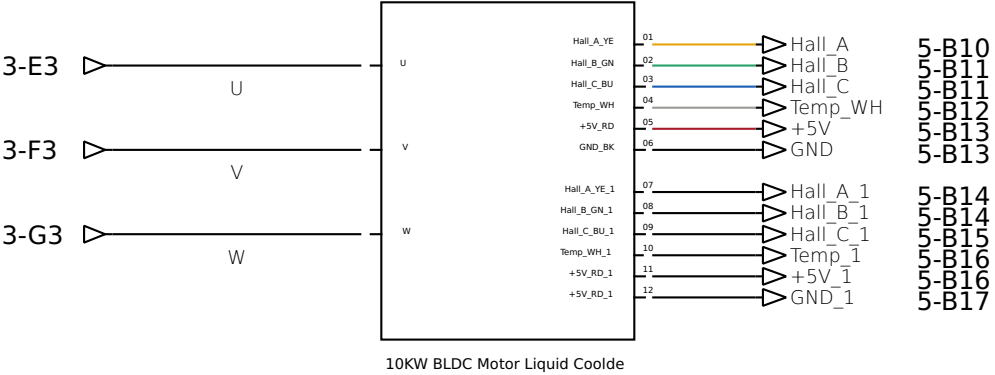 Hall_A_YE 01 Hall_A 5-B10
3-E3 U U Hall_B_GN 02 Hall_B 5-B11
Hall_C_BU 03 Hall_C 5-B11
Temp_WH 04 Temp_WH 5-B12
+5V_RD 05 +5V 5-B13
3-F3 V V GND_BK 06 GND 5-B13
Hall_A_YE_1 07 Hall_A_1 5-B14
Hall_B_GN_1 08 Hall_B_1 5-B14
3-G3 W W Hall_C_BU_1 09 Hall_C_1 5-B15
Temp_WH_1 10 Temp_1 5-B16
+5V_RD_1 11 +5V_1 5-B16
+5V_RD_1 12 GND_1 5-B17
10KW BLDC Motor Liquid Coolde